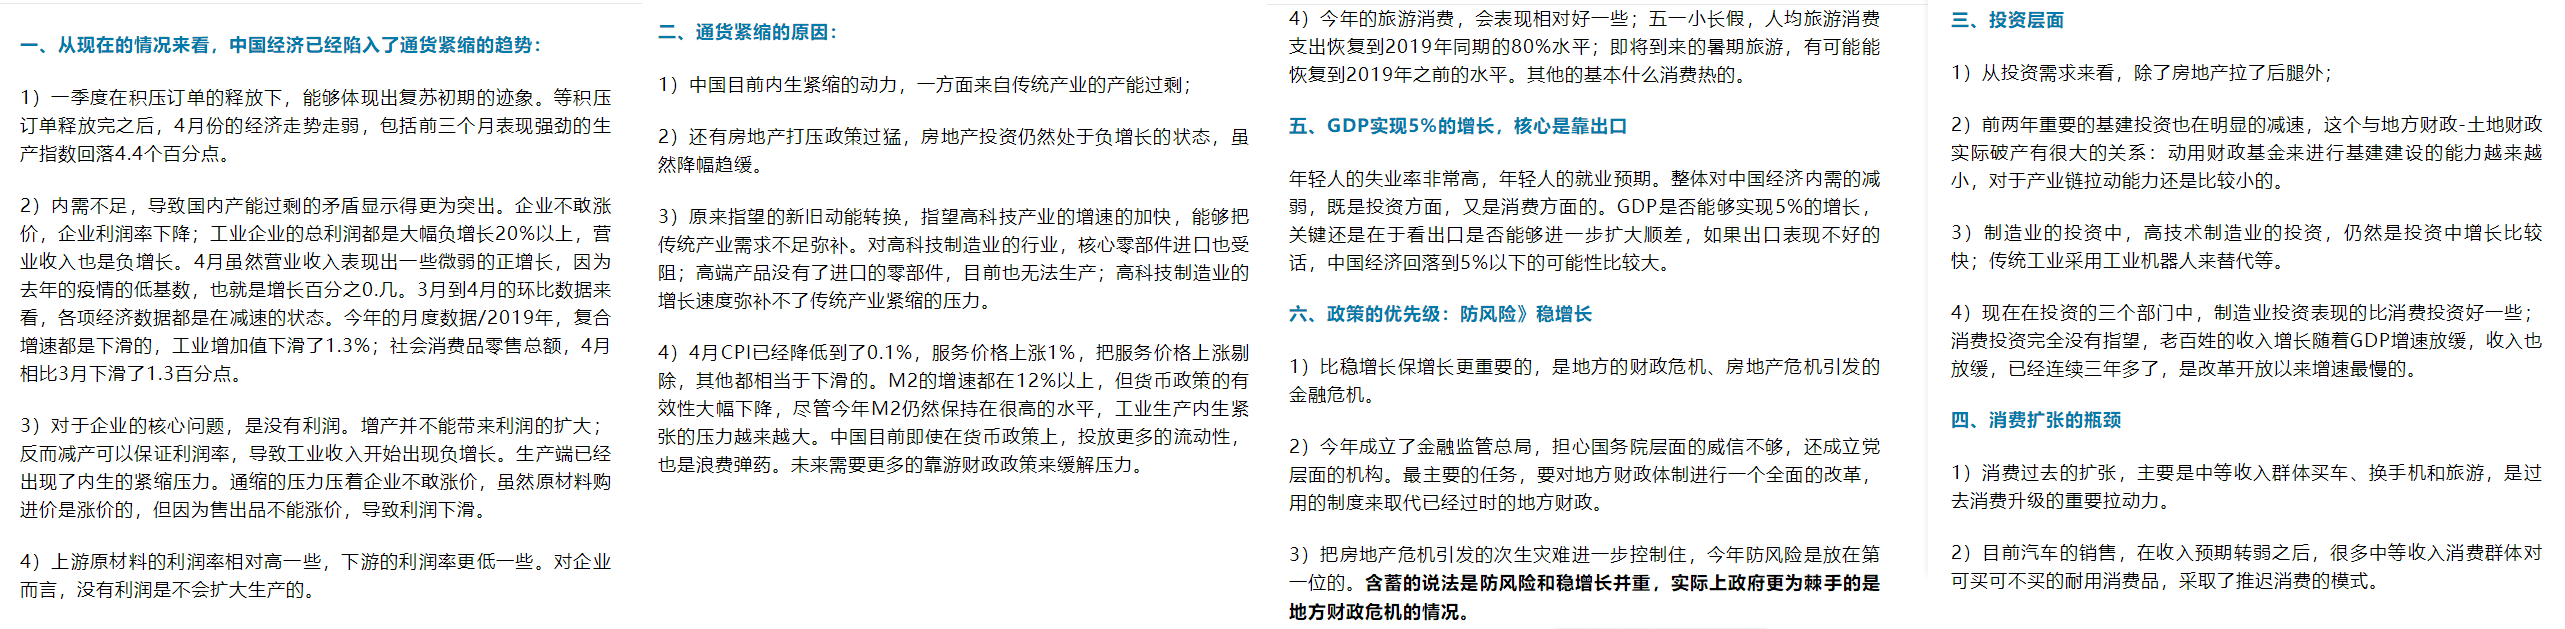 一、从现在的情况来看，中国经济已经陷入了通货紧缩的趋势：
1）一季度在积压订单的释放下，能够体现出复苏初期的迹象。等积压
订单释放完之后，4月份的经济走势走弱，包括前三个月表现强劲的生
产指数回落4.4个百分点。
2）内需不足，导致国内产能过剩的矛盾显示得更为突出。企业不敢涨
价，企业利润率下降；工业企业的总利润都是大幅负增长20%以上，营
业收入也是负增长。4月虽然营业收入表现出一些微弱的正增长，因为
去年的疫情的低基数，也就是增长百分之0.几。3月到4月的环比数据来
看，各项经济数据都是在减速的状态。今年的月度数据/2019年，复合
增速都是下滑的，工业增加值下滑了1.3%；社会消费品零售总额，4月
相比3月下滑了1.3百分点。
3）对于企业的核心问题，是没有利润。增产并不能带来利润的扩大；
反而减产可以保证利润率，导致工业收入开始出现负增长。生产端已经
出现了内生的紧缩压力。通缩的压力压着企业不敢涨价，虽然原材料购
进价是涨价的，但因为售出品不能涨价，导致利润下滑。
4）上游原材料的利润率相对高一些，下游的利润率更低一些。对企业
而言，没有利润是不会扩大生产的。
二、通货紧缩的原因：
1）中国目前内生紧缩的动力，一方面来自传统产业的产能过剩；
2）还有房地产打压政策过猛，房地产投资仍然处于负增长的状态，虽
然降幅趋缓。
3）原来指望的新旧动能转换，指望高科技产业的增速的加快，能够把
传统产业需求不足弥补。对高科技制造业的行业，核心零部件进口也受
阻；高端产品没有了进口的零部件，目前也无法生产；高科技制造业的
增长速度弥补不了传统产业紧缩的压力。
4）4月CPI已经降低到了0.1%，服务价格上涨1%，把服务价格上涨剔
除，其他都相当于下滑的。M2的增速都在12%以上，但货币政策的有
效性大幅下降，尽管今年M2仍然保持在很高的水平，工业生产内生紧
张的压力越来越大。中国目前即使在货币政策上，投放更多的流动性，
也是浪费弹药。未来需要更多的靠游财政政策来缓解压力。
4）今年的旅游消费，会表现相对好一些；五一小长假，人均旅游消费
支出恢复到2019年同期的80%水平；即将到来的暑期旅游，有可能能
恢复到2019年之前的水平。其他的基本什么消费热的。
五、GDP实现5%的增长，核心是靠出口
年轻人的失业率非常高，年轻人的就业预期。整体对中国经济内需的减
弱，既是投资方面，又是消费方面的。GDP是否能够实现5%的增长，
关键还是在于看出口是否能够进一步扩大顺差，如果出口表现不好的
话，中国经济回落到5%以下的可能性比较大。
六、政策的优先级：防风险》稳增长
1）比稳增长保增长更重要的，是地方的财政危机、房地产危机引发的
金融危机。
2）今年成立了金融监管总局，担心国务院层面的威信不够，还成立党
层面的机构。最主要的任务，要对地方财政体制进行一个全面的改革，
用的制度来取代已经过时的地方财政。
3）把房地产危机引发的次生灾难进一步控制住，今年防风险是放在第
一位的。含蓄的说法是防风险和稳增长并重，实际上政府更为棘手的是
地方财政危机的情况。
三、投资层面
1）从投资需求来看，除了房地产拉了后腿外；
2）前两年重要的基建投资也在明显的减速，这个与地方财政-土地财政
实际破产有很大的关系：动用财政基金来进行基建建设的能力越来越
小，对于产业链拉动能力还是比较小的。
3）制造业的投资中，高技术制造业的投资，仍然是投资中增长比较
快；传统工业采用工业机器人来替代等。
4）现在在投资的三个部门中，制造业投资表现的比消费投资好一些；
消费投资完全没有指望，老百姓的收入增长随着GDP增速放缓，收入也
放缓，已经连续三年多了，是改革开放以来增速最慢的。
四、消费扩张的瓶颈
1）消费过去的扩张，主要是中等收入群体买车、换手机和旅游，是过
去消费升级的重要拉动力。
2）目前汽车的销售，在收入预期转弱之后，很多中等收入消费群体对
可买可不买的耐用消费品，采取了推迟消费的模式。